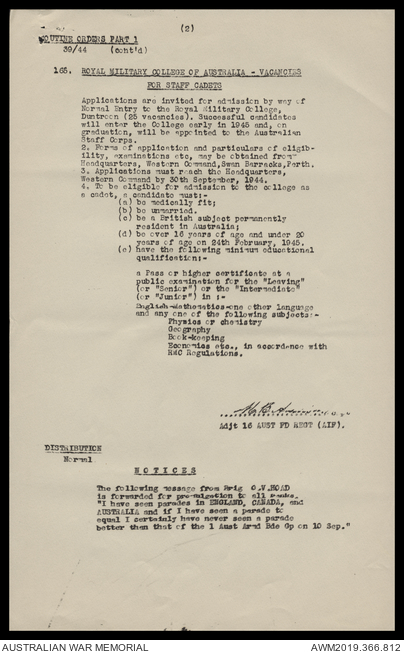 (2)
ROUTINE ORDERS PART 1
39/44 (cont'd)
165. ROYAL MILITARY COLLEGE OF AUSTRALIA - VACANCIES
FOR STAFF CADETS
Applications are invited for admission by way of
Normal Entry to the Royal Military College,
Duntroon (25 vacancies). Successful candidates
will enter the College early in 1945 and, on
graduation, will be appointed to the Australian
Staff Corps.
2. Forms of application and particulars of eligib-
ility, examinations etc, may be obtained from
Headquarters, Western Command, Swan Barracks, Perth.
3. Applications must reach the Headquarters,
Western Command by 30th September, 1944.
4. To be eligible for admission to the college as
a cadet, a candidate must:-
(a) be medically fit;
(b) be unmarried.
(c) be a British subject permanently
resident in Australia;
(d) be over 16 years of age and under 20
years of age on 24th February, 1945.
(e) have the following minimum educational
qualification:-
a Pass or higher certificate at a
public examination for the "Leaving"
(or "Senior") or the "Intermediate"
(or "Junior") in :-
English-Mathematics-one other language
and any one of the following subjects:-
Physics or chemistry
Geography
Book-keeping
Economics etc., in accordance with
RMC Regulations.
Adjt 16 AUST FD REGT (AIF).
DISTRIBUTION
Normal
NOTICES
The following message from Brig O.V.HOAD
is forwarded for promulgation to all ranks.
"I have seen parades in ENGLAND, CANADA, and
AUSTRALIA and if I have seen a parade to
equal I certainly have never seen a parade
better than that of the 1 Aust Armd Bde Gp on 10 Sep."
AUSTRALIAN WAR MEMORIAL
AWM2019.366.812